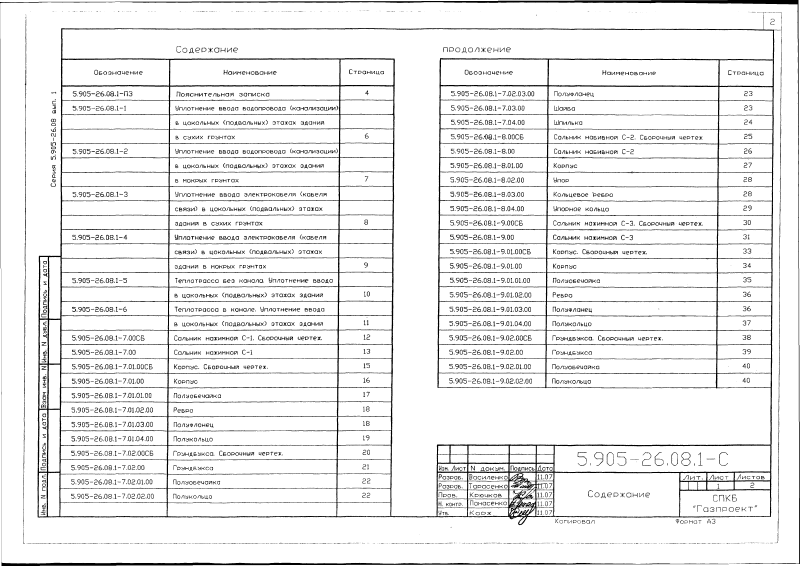 2
Содержание
Обозначение Наименование Страница
5.905-26.08.1-ПЗ Пояснительная записка 4
5.905-26.08.1-1 Уплотнение ввода водопровода (канализации)
в цокольных (подвальных) этажах зданий
в сухих грунтах 6
5.905-26.08.1-2 Уплотнение ввода водопровода (канализации)
в цокольных (подвальных) этажах зданий
в мокрых грунтах 7
5.905-26.08.1-3 Уплотнение ввода электрокабеля (кабеля
связи) в цокольных (подвальных) этажах
зданий в сухих грунтах 8
5.905-26.08.1-4 Уплотнение ввода электрокабеля (кабеля
связи) в цокольных (подвальных) этажах
зданий в мокрых грунтах 9
5.905-26.08.1-5 Теплотрасса без канала. Уплотнение ввода
в цокольных (подвальных) этажах зданий 10
5.905-26.08.1-6 Теплотрасса в канале. Уплотнение ввода
в цокольных (подвальных) этажах зданий 11
5.905-26.08.1-7.00СБ Сальник нажимной С-1. Сборочный чертеж. 12
5.905-26.08.1-7.00 Сальник нажимной С-1 13
5.905-26.08.1-7.01.00СБ Корпус. Сборочный чертеж. 15
5.905-26.08.1-7.01.00 Корпус 16
5.905-26.08.1-7.01.01.00 Полуобечайка 17
5.905-26.08.1-7.01.02.00 Ребро 18
5.905-26.08.1-7.01.03.00 Полуфланец 18
5.905-26.08.1-7.01.04.00 Полукольцо 19
5.905-26.08.1-7.02.00СБ Грундбукса. Сборочный чертеж. 20
5.905-26.08.1-7.02.00 Грундбукса 21
5.905-26.08.1-7.02.01.00 Полуобечайка 22
5.905-26.08.1-7.02.02.00 Полукольцо 22
продолжение
Обозначение Наименование Страница
5.905-26.08.1-7.02.03.00 Полуфланец 23
5.905-26.08.1-7.03.00 Шайба 23
5.905-26.08.1-7.04.00 Шпилька 24
5.905-26.08.1-8.00СБ Сальник набивной С-2. Сборочный чертеж 25
5.905-26.08.1-8.00 Сальник набивной С-2 26
5.905-26.08.1-8.01.00 Корпус 27
5.905-26.08.1-8.02.00 Упор 28
5.905-26.08.1-8.03.00 Кольцевое ребро 28
5.905-26.08.1-8.04.00 Упорное кольцо 29
5.905-26.08.1-9.00СБ Сальник нажимной С-3. Сборочный чертеж. 30
5.905-26.08.1-9.00 Сальник нажимной С-3 31
5.905-26.08.1-9.01.00СБ Корпус. Сборочный чертеж. 33
5.905-26.08.1-9.01.00 Корпус 34
5.905-26.08.1-9.01.01.00 Полуобечайка 35
5.905-26.08.1-9.01.02.00 Ребро 36
5.905-26.08.1-9.01.03.00 Полуфланец 36
5.905-26.08.1-9.01.04.00 Полукольцо 37
5.905-26.08.1-9.02.00СБ Грундбукса. Сборочный чертеж. 38
5.905-26.08.1-9.02.00 Грундбукса 39
5.905-26.08.1-9.02.01.00 Полуобечайка 40
5.905-26.08.1-9.02.02.00 Полукольцо 40
Серия 5.905-26.08 вып. 1
Подпись и дата
Инв. N дубл.
Взам. инв. N
Подпись и дата
Инв. N подл.
5.905-26.08.1-С
Изм. Лист N докум. Подпись Дата
Разраб. Василенко 11.07
Разраб. Тарасенко 11.07
Пров. Крючков 11.07
Н. контр. Понасенко 11.07
Утв. Корж 11.07
Содержание
Лит. Лист Листов
1 2
СПКБ
"Газпроект"
Копировал Формат А3